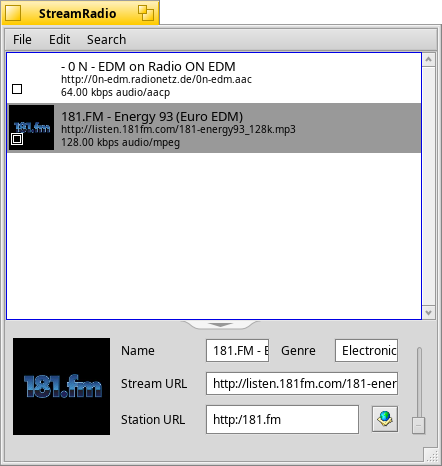 StreamRadio
File Edit Search
- 0 N - EDM on Radio ON EDM
http://0n-edm.radionetz.de/0n-edm.aac
64.00 kbps audio/aacp
181.fm
181.FM - Energy 93 (Euro EDM)
http://listen.181fm.com/181-energy93_128k.mp3
128.00 kbps audio/mpeg
181.fm
Name 181.FM - E Genre Electronic
Stream URL http://listen.181fm.com/181-ener
Station URL http:/181.fm